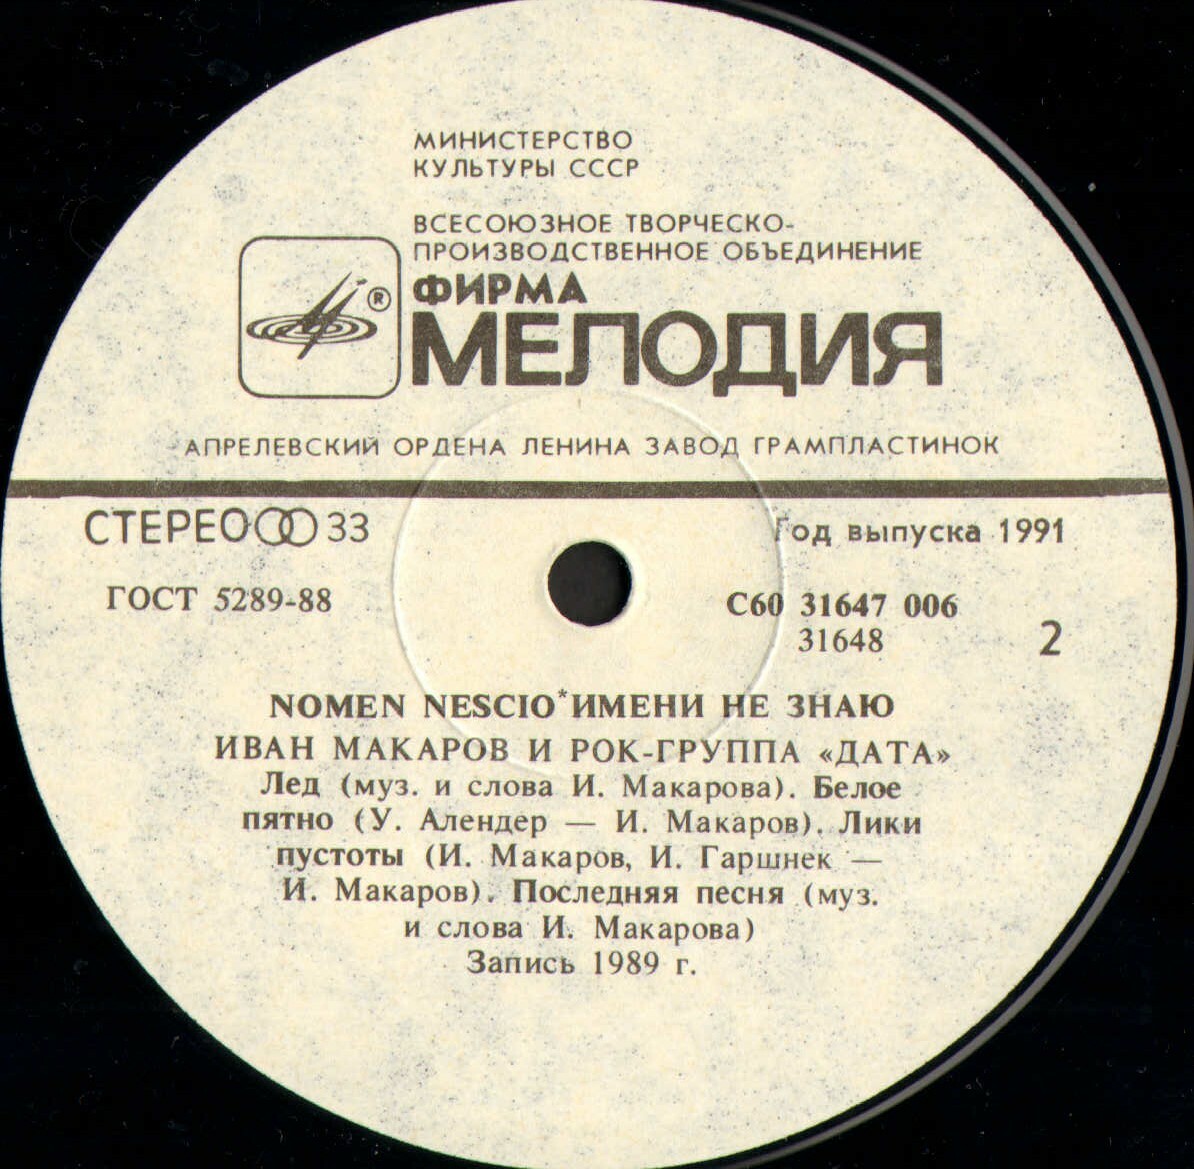 МИНИСТЕРСТВО
КУЛЬТУРЫ СССР
ВСЕСОЮЗНОЕ ТВОРЧЕСКО-
ПРОИЗВОДСТВЕННОЕ ОБЪЕДИНЕНИЕ
ФИРМА
®
МЕЛОДИЯ
АПРЕЛЕВСКИЙ ОРДЕНА ЛЕНИНА ЗАВОД ГРАМПЛАСТИНОК
СТЕРЕО 33
Год выпуска 1991
ГОСТ 5289-88
С60 31647 006
31648
2
NOMEN NESCIO*ИМЕНИ НЕ ЗНАЮ
ИВАН МАКАРОВ И РОК-ГРУППА «ДАТА»
Лед (муз. и слова И. Макарова). Белое
пятно (У. Алендер — И. Макаров). Лики
пустоты (И. Макаров, И. Гаршнек —
И. Макаров). Последняя песня (муз.
и слова И. Макарова)
Запись 1989 г.